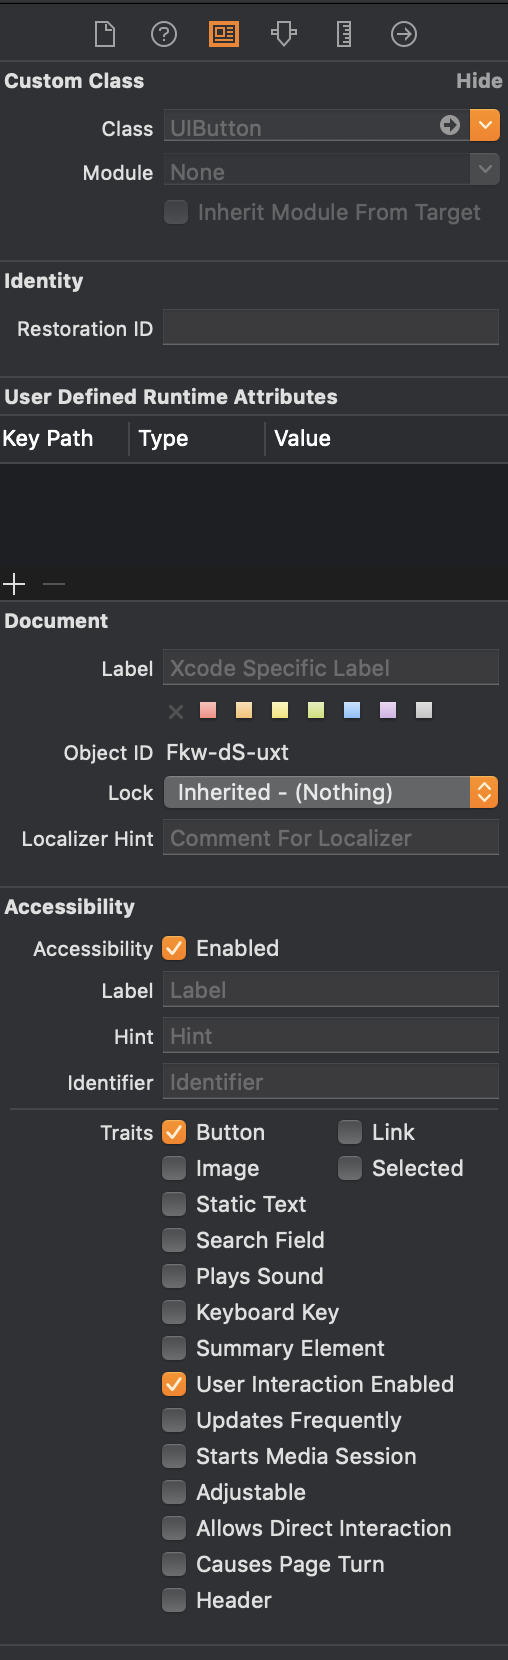 Custom Class Hide
Class UIButton
Module None
Inherit Module From Target
Identity
Restoration ID
User Defined Runtime Attributes
Key Path Type Value
Document
Label Xcode Specific Label
Object ID Fkw-dS-uxt
Lock Inherited - (Nothing)
Localizer Hint Comment For Localizer
Accessibility
Accessibility Enabled
Label Label
Hint Hint
Identifier Identifier
Traits Button Link
Image Selected
Static Text
Search Field
Plays Sound
Keyboard Key
Summary Element
User Interaction Enabled
Updates Frequently
Starts Media Session
Adjustable
Allows Direct Interaction
Causes Page Turn
Header